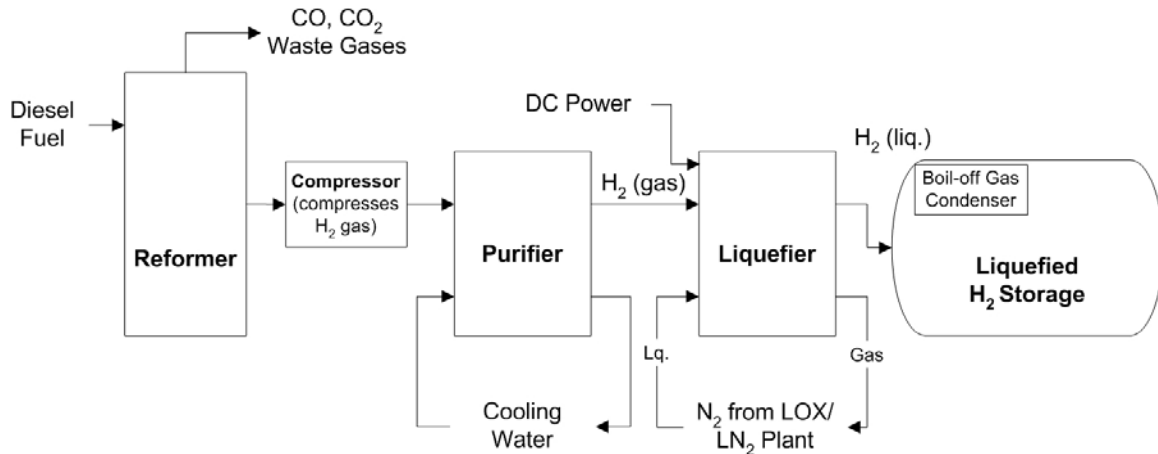 CO, CO₂
Waste Gases
Diesel
Fuel
DC Power
H₂ (liq.)
Compressor
(compresses
H₂ gas)
H₂ (gas)
Boil-off Gas
Condenser
Reformer
Purifier
Liquefier
Liquefied
H₂ Storage
Lq.
Gas
Cooling
Water
N₂ from LOX/
LN₂ Plant